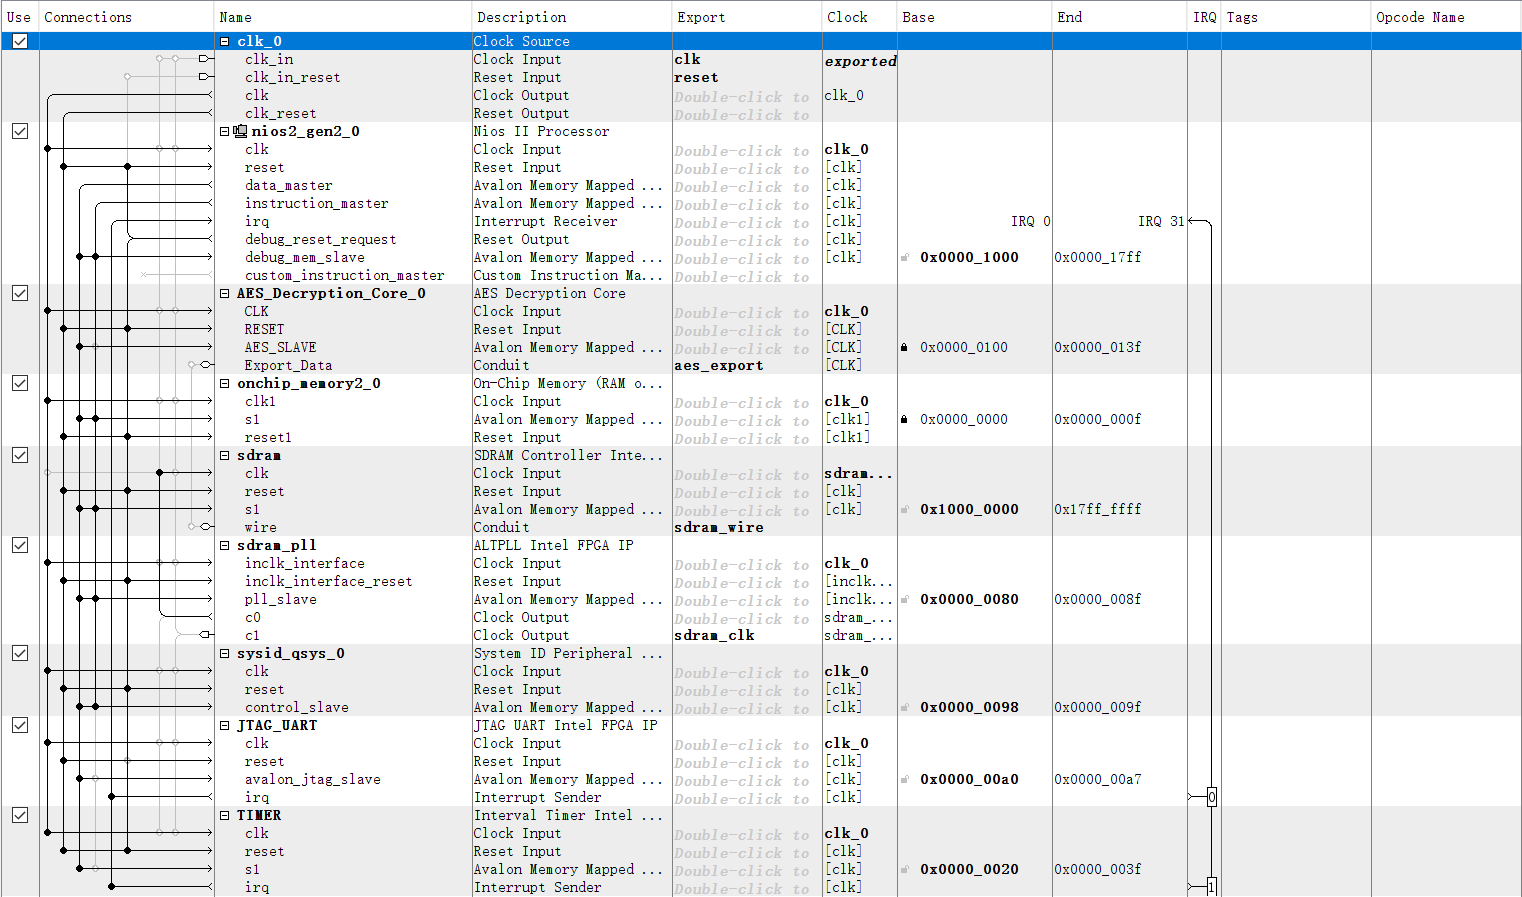 Use Connections Name Description Export Clock Base End IRQ Tags Opcode Name
clk_0 Clock Source
clk_in Clock Input clk exported
clk_in_reset Reset Input reset
clk Clock Output Double-click to clk_0
clk_reset Reset Output Double-click to
nios2_gen2_0 Nios II Processor
clk Clock Input Double-click to clk_0
reset Reset Input Double-click to [clk]
data_master Avalon Memory Mapped ... Double-click to [clk]
instruction_master Avalon Memory Mapped ... Double-click to [clk]
irq Interrupt Receiver Double-click to [clk] IRQ 0 IRQ 31
debug_reset_request Reset Output Double-click to [clk]
debug_mem_slave Avalon Memory Mapped ... Double-click to [clk] 0x0000_1000 0x0000_17ff
custom_instruction_master Custom Instruction Ma... Double-click to
AES_Decryption_Core_0 AES Decryption Core
CLK Clock Input Double-click to clk_0
RESET Reset Input Double-click to [CLK]
AES_SLAVE Avalon Memory Mapped ... Double-click to [CLK] 0x0000_0100 0x0000_013f
Export_Data Conduit aes_export [CLK]
onchip_memory2_0 On-Chip Memory (RAM o...
clk1 Clock Input Double-click to clk_0
s1 Avalon Memory Mapped ... Double-click to [clk1] 0x0000_0000 0x0000_000f
reset1 Reset Input Double-click to [clk1]
sdram SDRAM Controller Inte...
clk Clock Input Double-click to sdram...
reset Reset Input Double-click to [clk]
s1 Avalon Memory Mapped ... Double-click to [clk] 0x1000_0000 0x17ff_ffff
wire Conduit sdram_wire
sdram_pll ALTPLL Intel FPGA IP
inclk_interface Clock Input Double-click to clk_0
inclk_interface_reset Reset Input Double-click to [inclk...
pll_slave Avalon Memory Mapped ... Double-click to [inclk... 0x0000_0080 0x0000_008f
c0 Clock Output Double-click to sdram_...
c1 Clock Output sdram_clk sdram_...
sysid_qsys_0 System ID Peripheral ...
clk Clock Input Double-click to clk_0
reset Reset Input Double-click to [clk]
control_slave Avalon Memory Mapped ... Double-click to [clk] 0x0000_0098 0x0000_009f
JTAG_UART JTAG UART Intel FPGA IP
clk Clock Input Double-click to clk_0
reset Reset Input Double-click to [clk]
avalon_jtag_slave Avalon Memory Mapped ... Double-click to [clk] 0x0000_00a0 0x0000_00a7
irq Interrupt Sender Double-click to [clk] 0
TIMER Interval Timer Intel ...
clk Clock Input Double-click to clk_0
reset Reset Input Double-click to [clk]
s1 Avalon Memory Mapped ... Double-click to [clk] 0x0000_0020 0x0000_003f
irq Interrupt Sender Double-click to [clk] 1